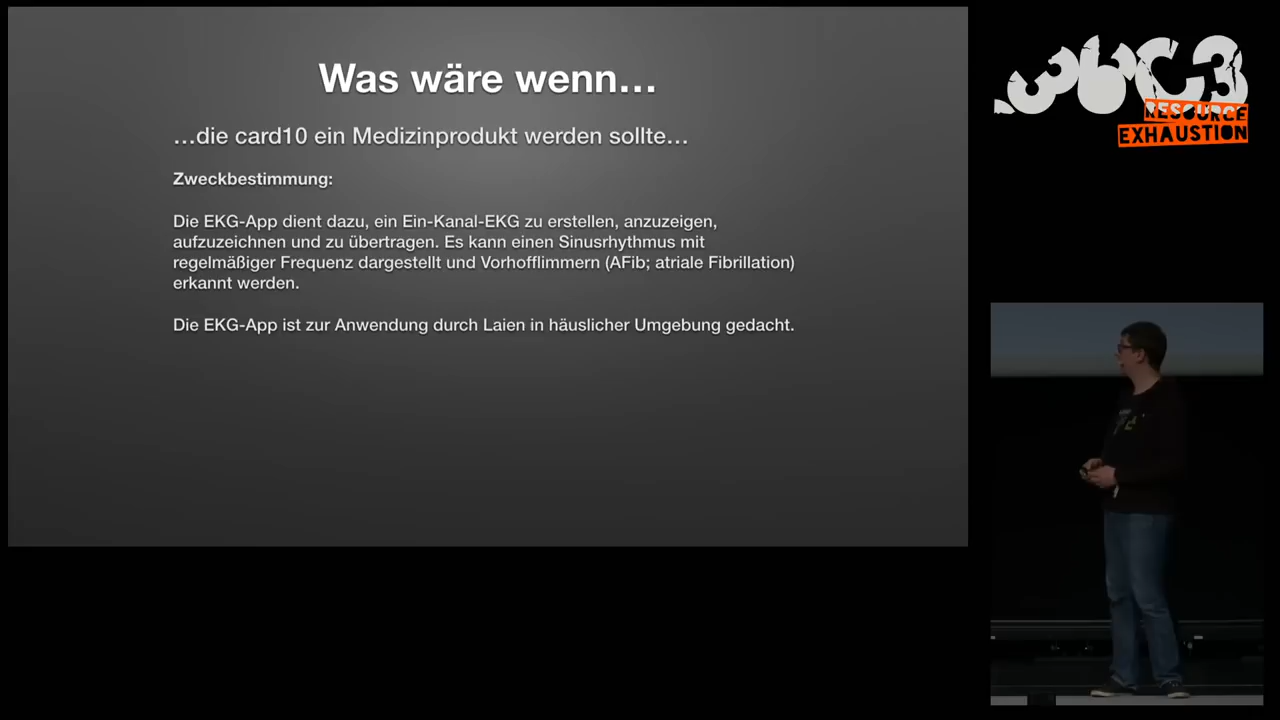 Was wäre wenn…
…die card10 ein Medizinprodukt werden sollte…
Zweckbestimmung:
Die EKG-App dient dazu, ein Ein-Kanal-EKG zu erstellen, anzuzeigen,
aufzuzeichnen und zu übertragen. Es kann einen Sinusrhythmus mit
regelmäßiger Frequenz dargestellt und Vorhofflimmern (AFib; atriale Fibrillation)
erkannt werden.
Die EKG-App ist zur Anwendung durch Laien in häuslicher Umgebung gedacht.
36C3
RESOURCE
EXHAUSTION